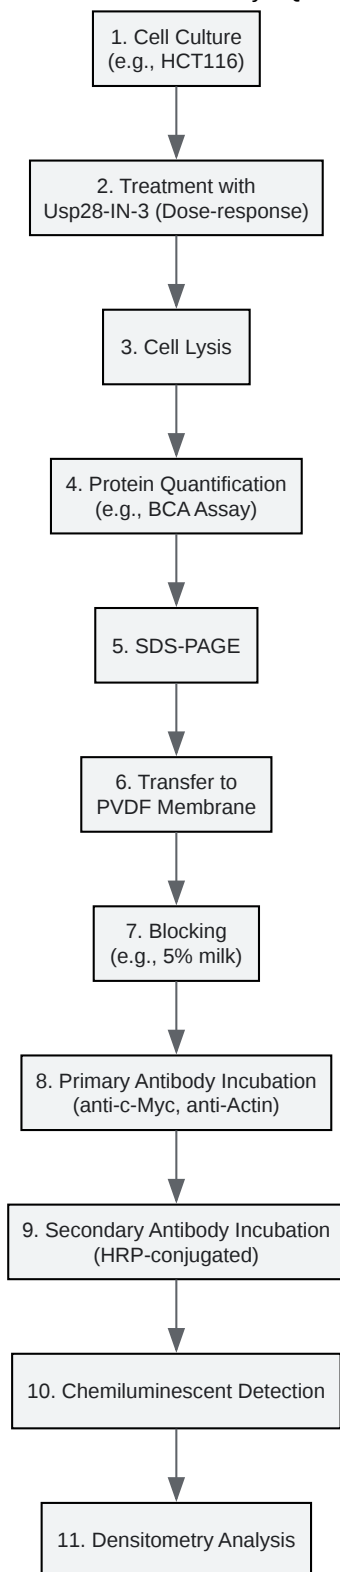 1. Cell Culture
(e.g., HCT116)
2. Treatment with
Usp28-IN-3 (Dose-response)
3. Cell Lysis
4. Protein Quantification
(e.g., BCA Assay)
5. SDS-PAGE
6. Transfer to
PVDF Membrane
7. Blocking
(e.g., 5% milk)
8. Primary Antibody Incubation
(anti-c-Myc, anti-Actin)
9. Secondary Antibody Incubation
(HRP-conjugated)
10. Chemiluminescent Detection
11. Densitometry Analysis